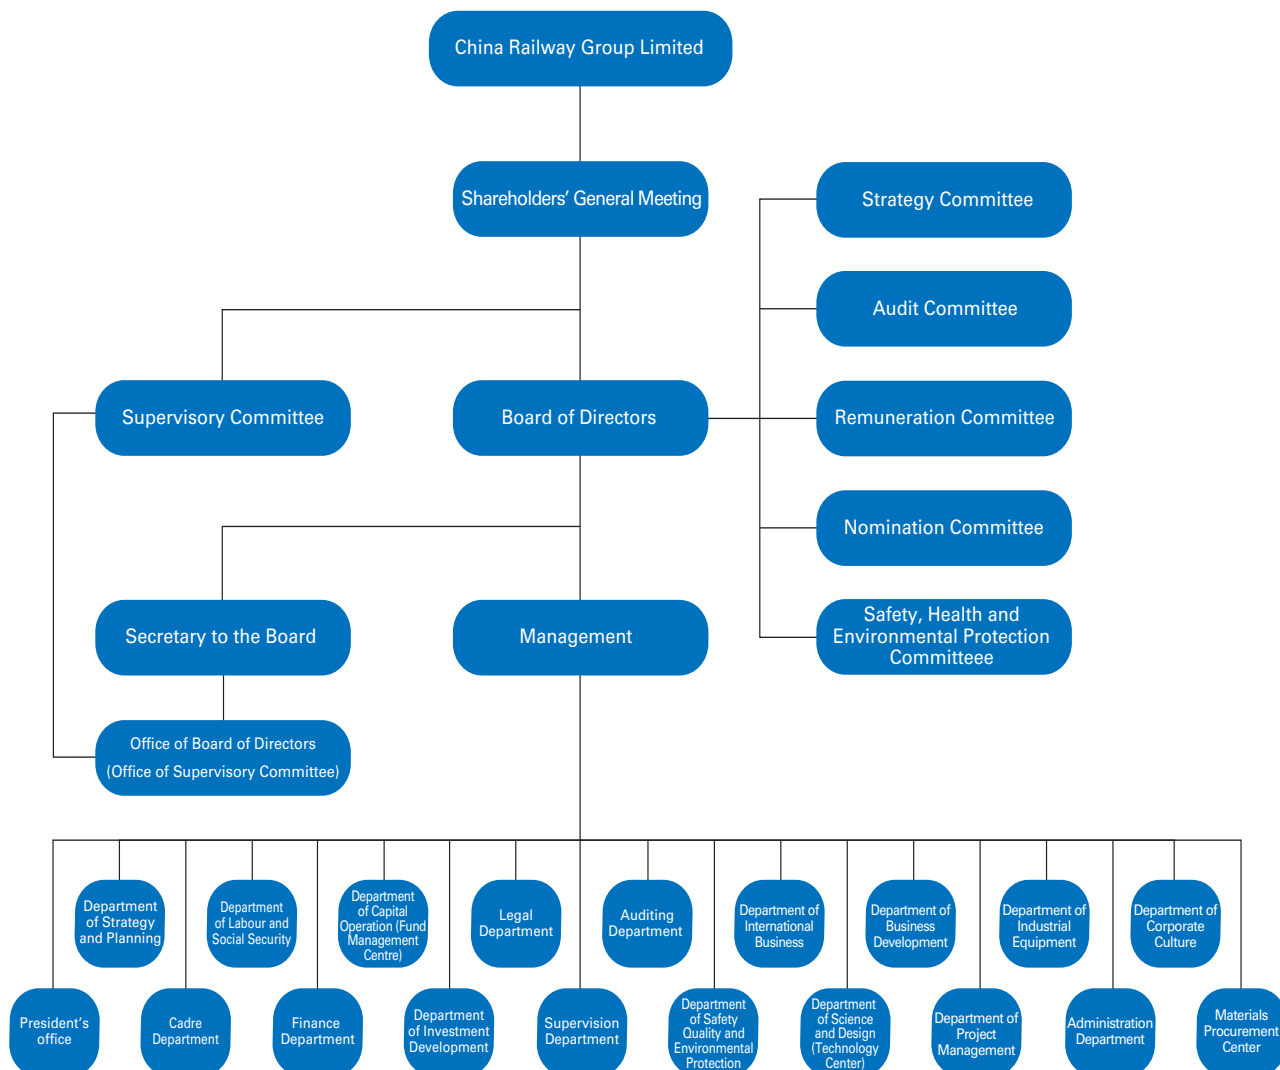 China Railway Group Limited
Shareholders' General Meeting
Strategy Committee
Audit Committee
Supervisory Committee
Board of Directors
Remuneration Committee
Nomination Committee
Secretary to the Board
Management
Safety, Health and
Environmental Protection
Committeee
Office of Board of Directors
(Office of Supervisory Committee)
Department
of Strategy
and Planning
Department
of Labour and
Social Security
Department
of Capital
Operation (Fund
Management
Centre)
Legal
Department
Auditing
Department
Department of
International
Business
Department of
Business
Development
Department of
Industrial
Equipment
Department of
Corporate
Culture
President's
office
Cadre
Department
Finance
Department
Department
of Investment
Development
Supervision
Department
Department
of Safety
Quality and
Environmental
Protection
Department
of Science
and Design
(Technology
Center)
Department of
Project
Management
Administration
Department
Materials
Procurement
Center